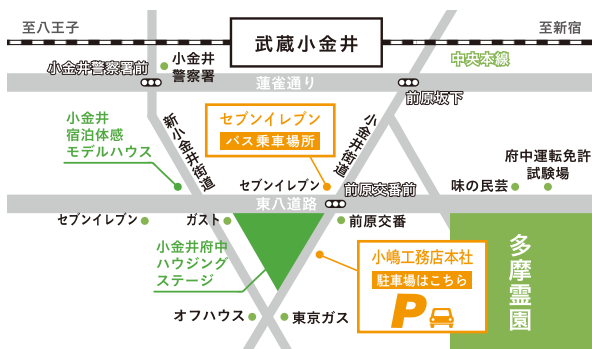 至八王子
武蔵小金井
至新宿
小金井
警察署
小金井警察署前
中央本線
蓮雀通り
前原坂下
新小金井街道
小金井街道
セブンイレブン
バス乗車場所
小金井
宿泊体感
モデルハウス
府中運転免許
試験場
セブンイレブン
前原交番前
味の民芸
東八道路
セブンイレブン
ガスト
前原交番
小金井府中
ハウジング
ステージ
小嶋工務店本社
駐車場はこちら
P
多摩霊園
オフハウス
東京ガス